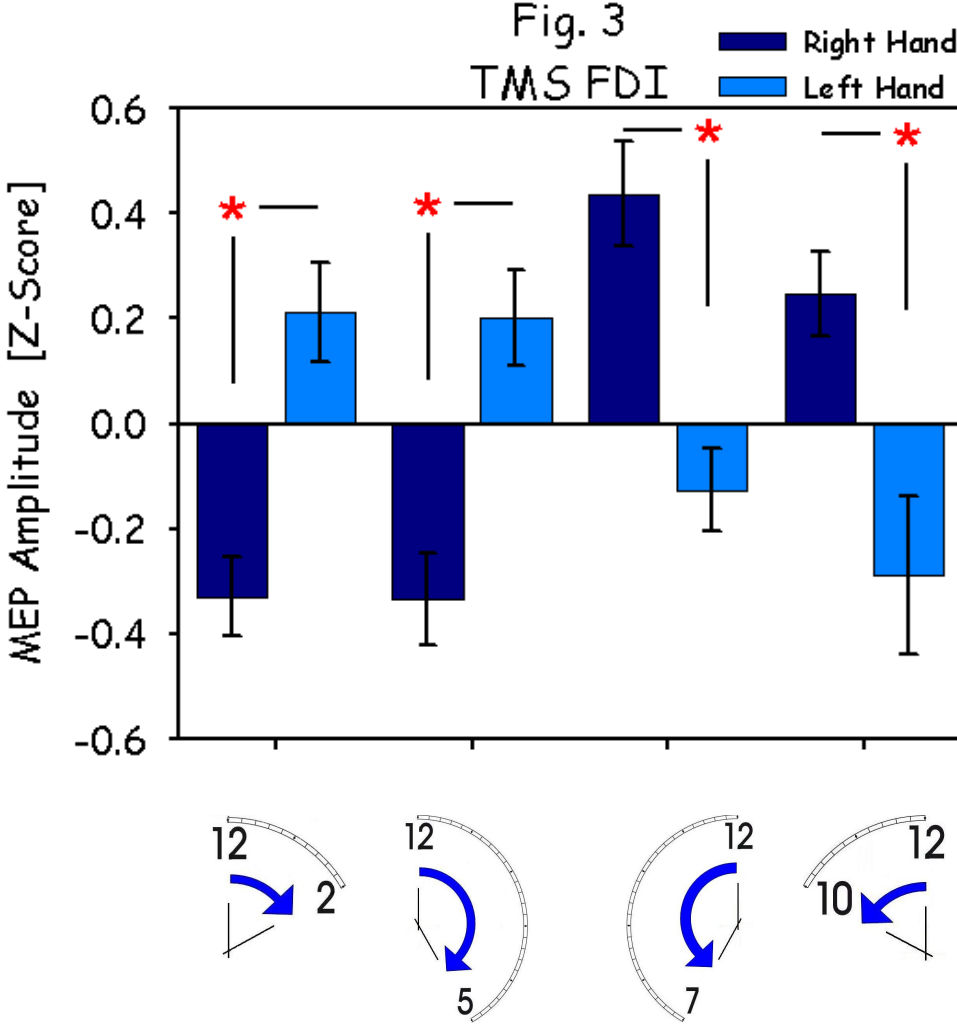 Fig. 3
TMS FDI
Right Hand
Left Hand
MEP Amplitude [Z-Score]
0.6
0.4
0.2
0.0
-0.2
-0.4
-0.6
* * * *
12 2
12 5
12 7
12 10